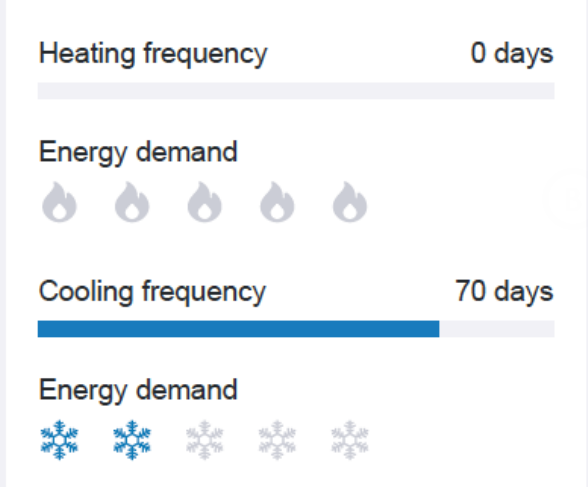 Heating frequency 0 days
Energy demand
Cooling frequency 70 days
Energy demand